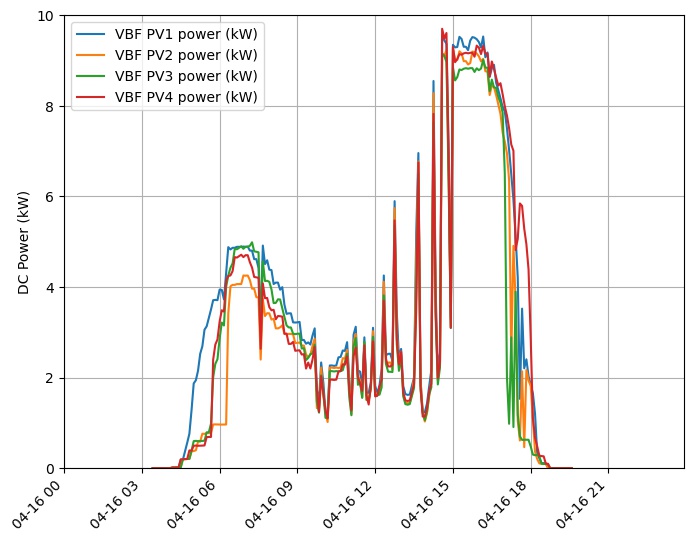 10
8
6
4
2
0
DC Power (kW)
VBF PV1 power (kW)
VBF PV2 power (kW)
VBF PV3 power (kW)
VBF PV4 power (kW)
04-16 00
04-16 03
04-16 06
04-16 09
04-16 12
04-16 15
04-16 18
04-16 21